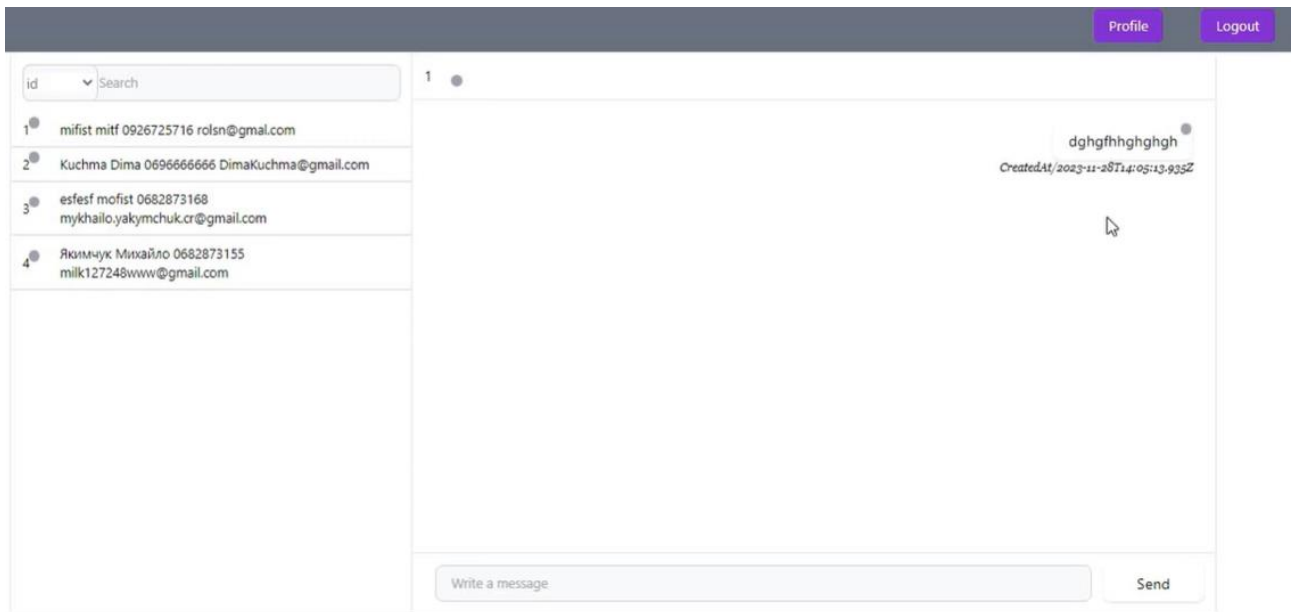 Profile Logout
id Search
1 mifist mitf 0926725716 rolsn@gmal.com
2 Kuchma Dima 0696666666 DimaKuchma@gmail.com
3 esfesf mofist 0682873168
mykhailo.yakymchuk.cr@gmail.com
4 Якимчук Михайло 0682873155
milk127248www@gmail.com
1
dghgfhhghghgh
CreatedAt/2023-11-28T14:05:13.935Z
Write a message Send